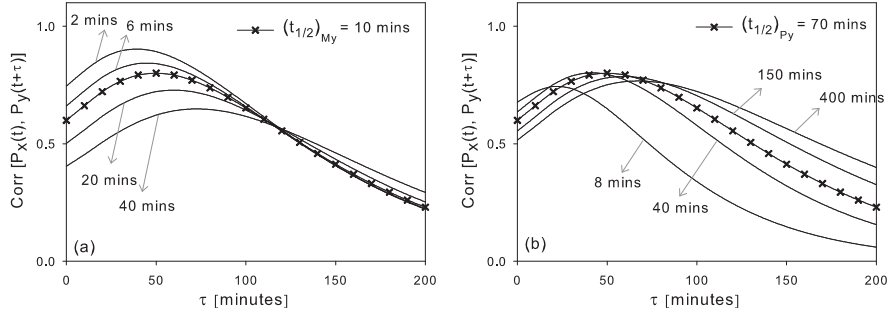 Corr [Pₓ(t), Pᵧ(t+τ)]
1.0
0.5
0.0
2 mins
6 mins
(t₁/₂)My = 10 mins
20 mins
40 mins
(a)
0 50 100 150 200
τ [minutes]
Corr [Pₓ(t), Pᵧ(t+τ)]
1.0
0.5
0.0
(t₁/₂)Py = 70 mins
150 mins
400 mins
8 mins
40 mins
(b)
0 50 100 150 200
τ [minutes]